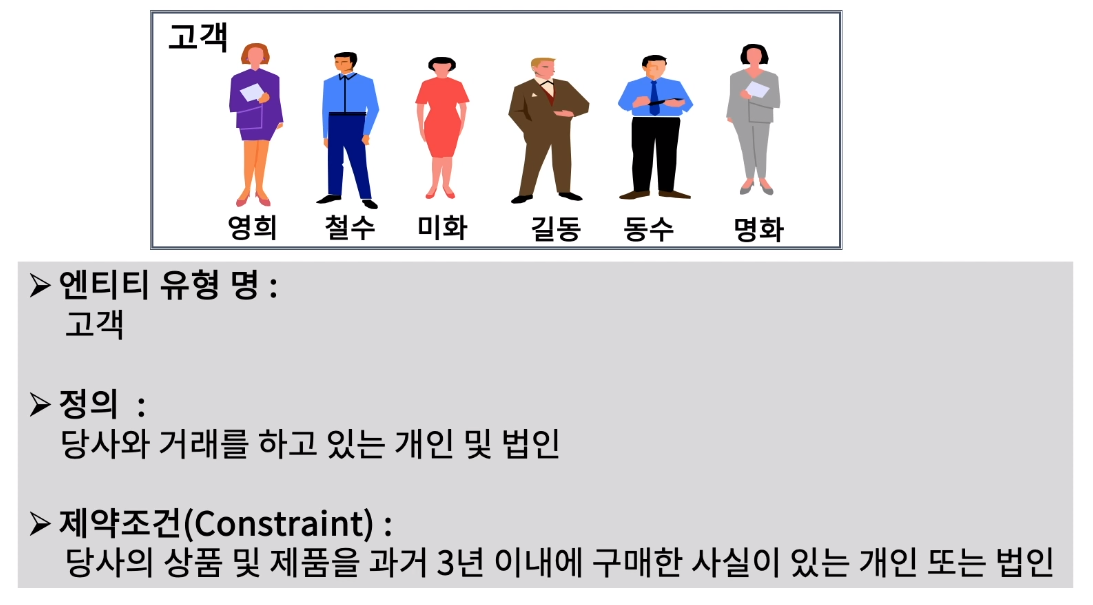 고객
영희 철수 미화 길동 동수 명화
➢ 엔티티 유형 명 :
고객
➢ 정의 :
당사와 거래를 하고 있는 개인 및 법인
➢ 제약조건(Constraint) :
당사의 상품 및 제품을 과거 3년 이내에 구매한 사실이 있는 개인 또는 법인